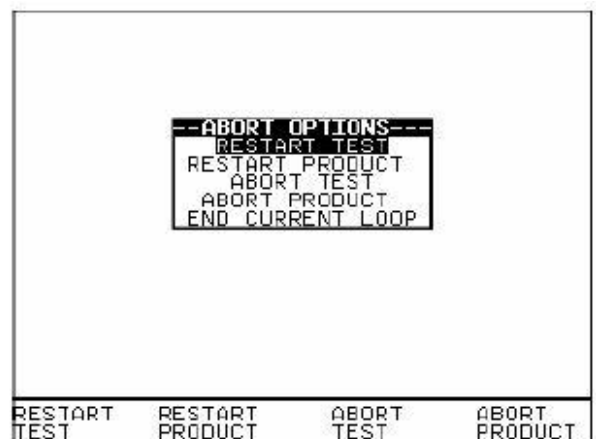 --ABORT OPTIONS---
RESTART TEST
RESTART PRODUCT
ABORT TEST
ABORT PRODUCT
END CURRENT LOOP
RESTART RESTART ABORT ABORT
TEST PRODUCT TEST PRODUCT